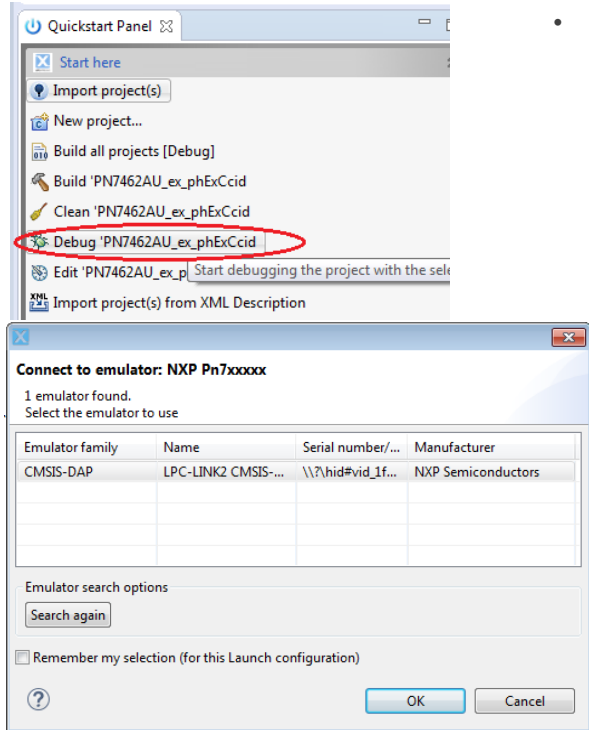 Quickstart Panel
Start here
Import project(s)
New project...
Build all projects [Debug]
Build 'PN7462AU_ex_phExCcid
Clean 'PN7462AU_ex_phExCcid
Debug 'PN7462AU_ex_phExCcid
Edit 'PN7462AU_ex_p Start debugging the project with the sele
Import project(s) from XML Description
Connect to emulator: NXP Pn7xxxxx
1 emulator found.
Select the emulator to use
Emulator family Name Serial number/... Manufacturer
CMSIS-DAP LPC-LINK2 CMSIS-... \\?\hid#vid_1f... NXP Semiconductors
Emulator search options
Search again
Remember my selection (for this Launch configuration)
OK Cancel